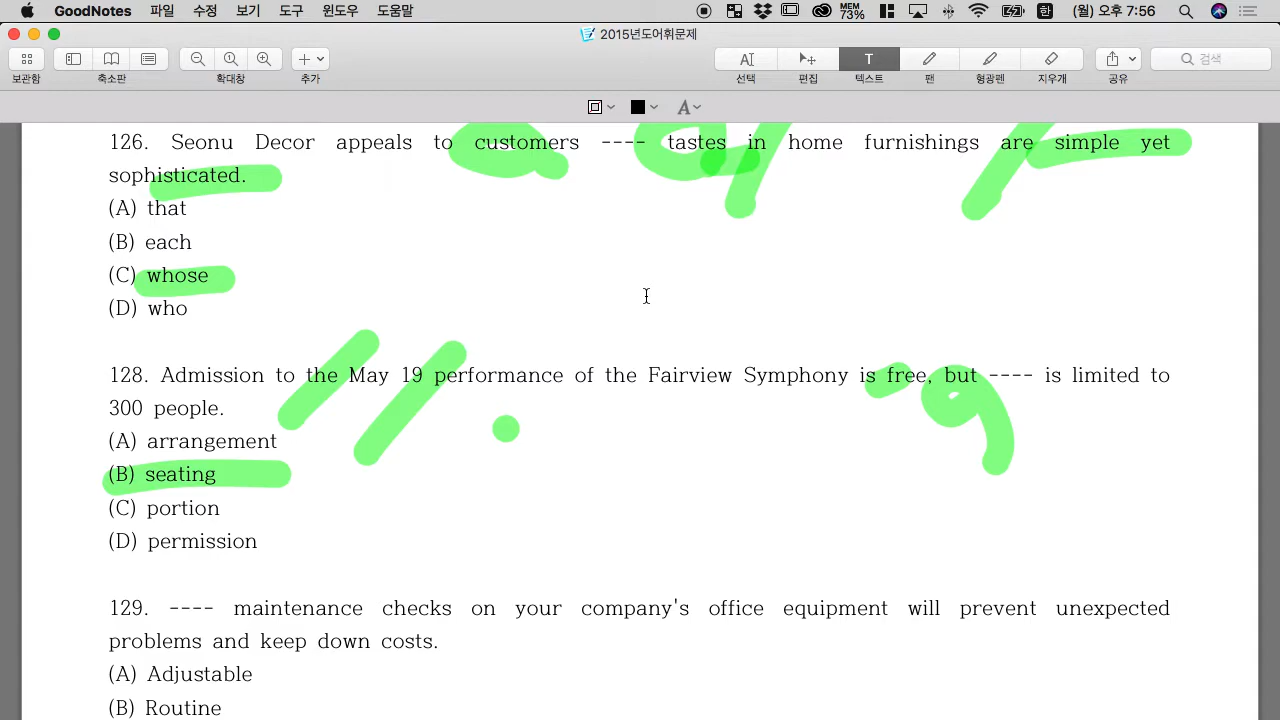 GoodNotes 파일 수정 보기 도구 윈도우 도움말 MEM 73% 한 (월) 오후 7:56
2015년도어휘문제
보관함 축소판 확대창 추가 선택 편집 텍스트 펜 형광펜 지우개 공유 검색
126. Seonu Decor appeals to customers ---- tastes in home furnishings are simple yet
sophisticated.
(A) that
(B) each
(C) whose
(D) who
128. Admission to the May 19 performance of the Fairview Symphony is free, but ---- is limited to
300 people.
(A) arrangement
(B) seating
(C) portion
(D) permission
129. ---- maintenance checks on your company's office equipment will prevent unexpected
problems and keep down costs.
(A) Adjustable
(B) Routine